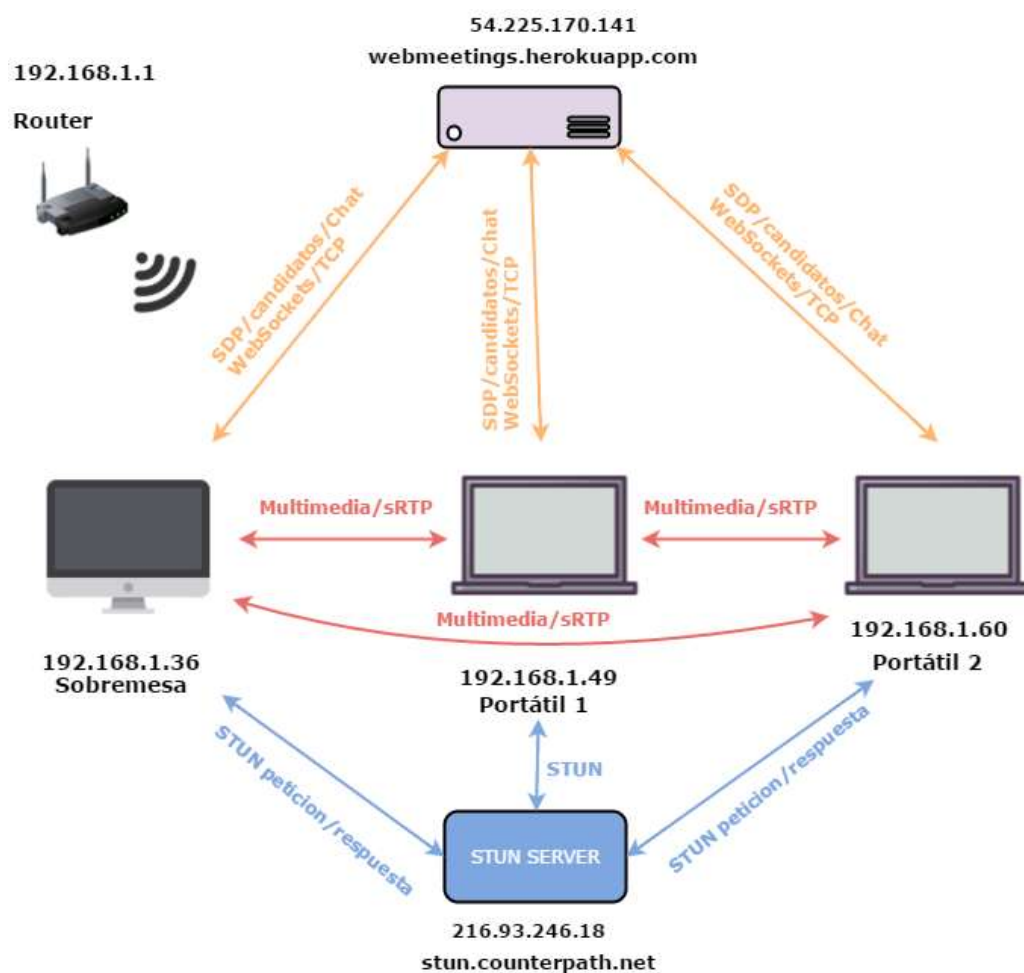 54.225.170.141
webmeetings.herokuapp.com
192.168.1.1
Router
SDP/candidatos/Chat
WebSockets/TCP
SDP/candidatos/Chat
WebSockets/TCP
SDP/candidatos/Chat
WebSockets/TCP
Multimedia/sRTP
Multimedia/sRTP
Multimedia/sRTP
192.168.1.36
Sobremesa
192.168.1.49
Portátil 1
192.168.1.60
Portátil 2
STUN peticion/respuesta
STUN
STUN peticion/respuesta
STUN SERVER
216.93.246.18
stun.counterpath.net